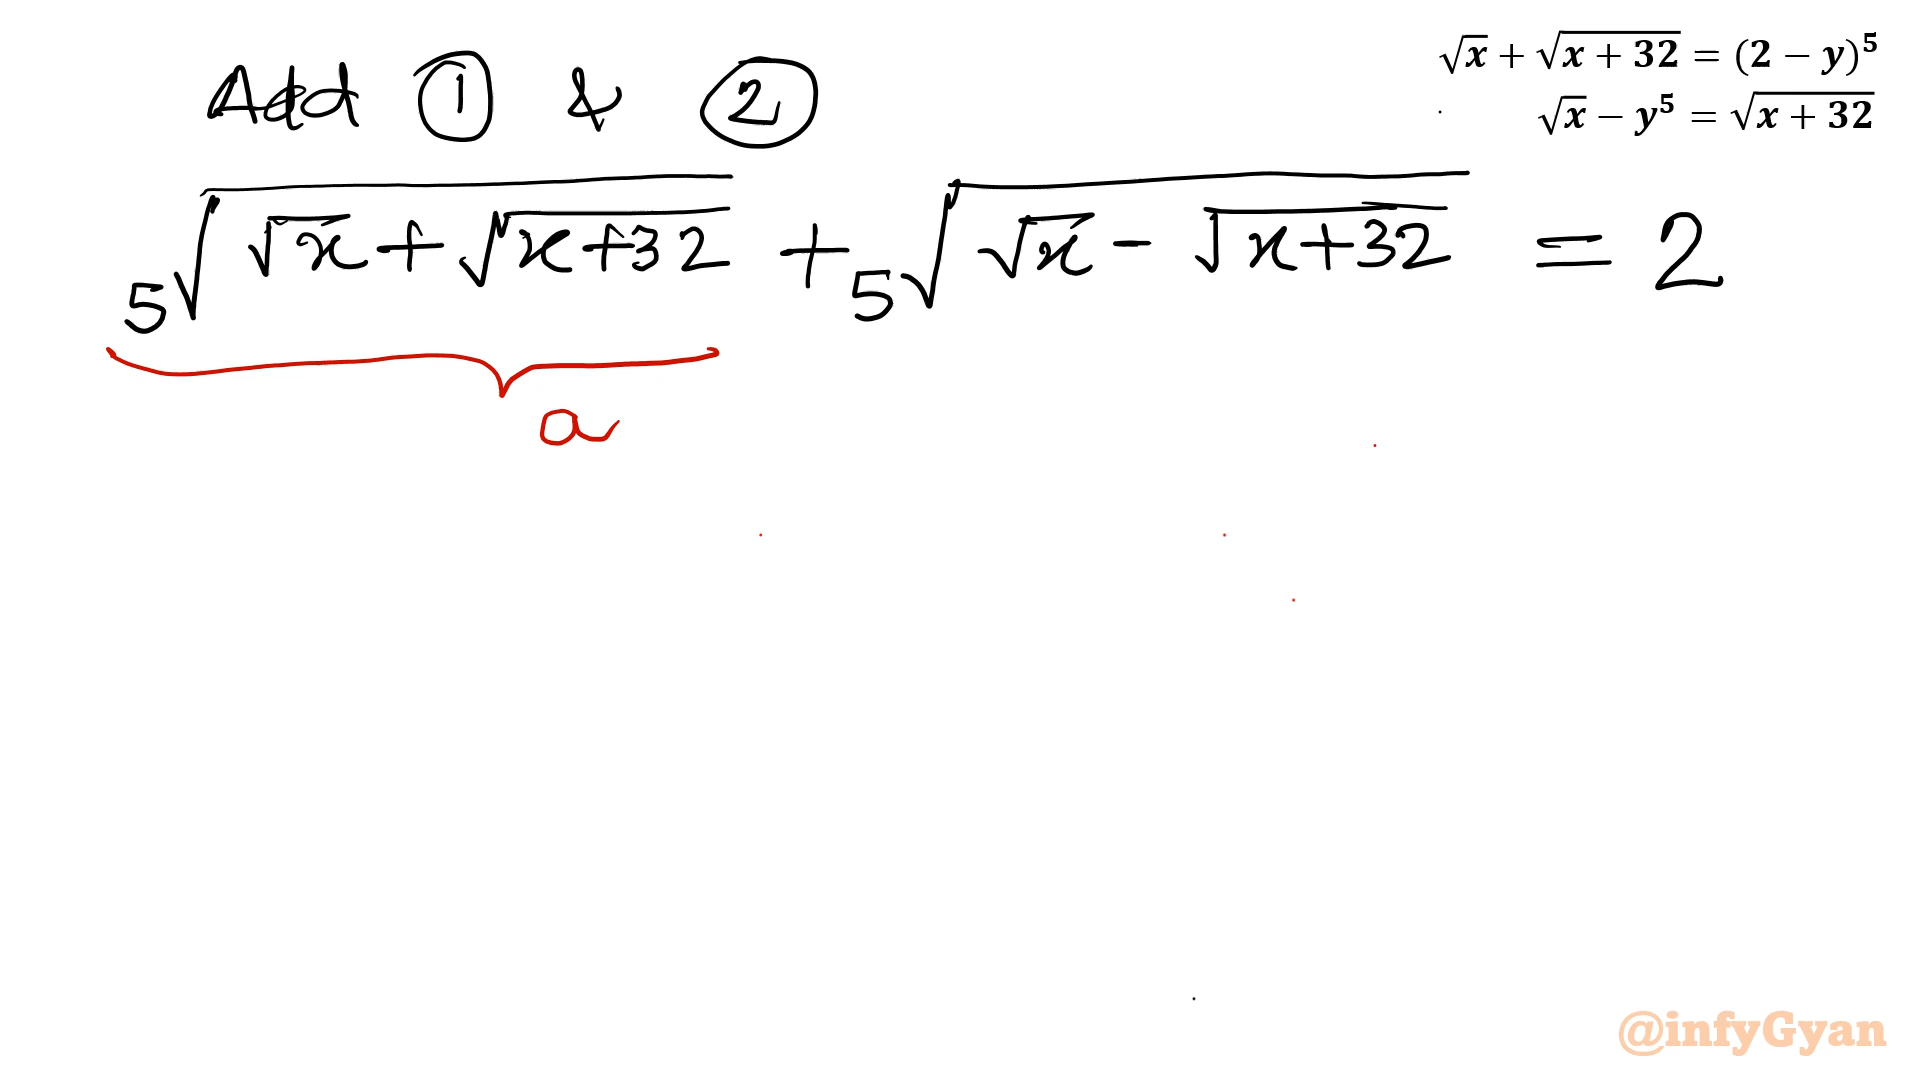 √x + √(x + 32) = (2 − y)⁵
√x − y⁵ = √(x + 32)
Add ① & ②
⁵√(√x + √(x+32)) + ⁵√(√x − √(x+32)) = 2
a
@infyGyan